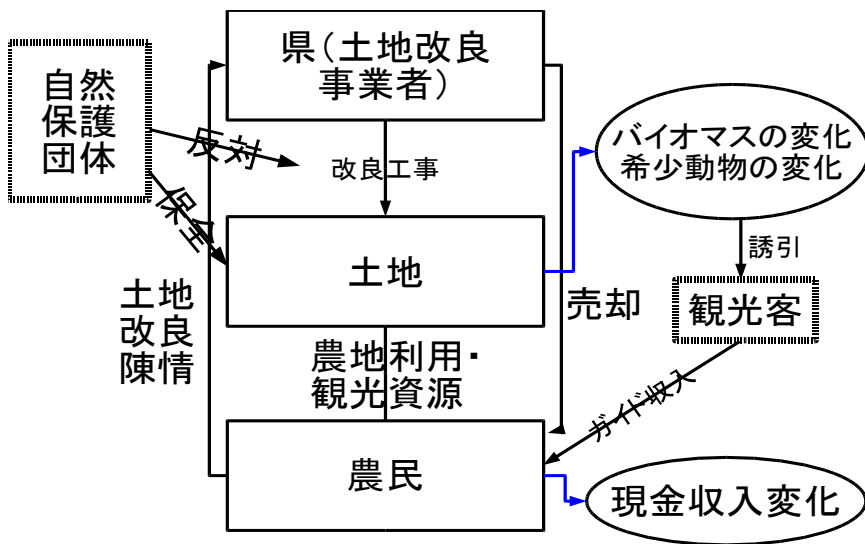 県(土地改良
事業者)
自然
保護
団体
反対
改良工事
バイオマスの変化
希少動物の変化
保全
土地
誘引
土地
改良
陳情
売却
観光客
農地利用・
観光資源
ガイド収入
農民
現金収入変化